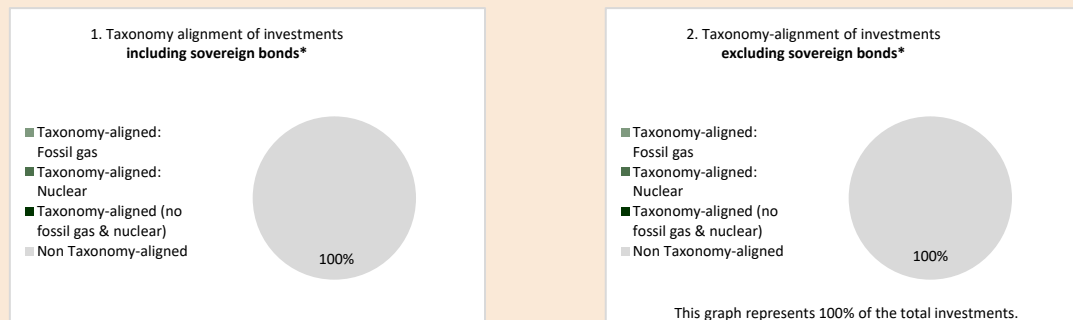 1. Taxonomy alignment of investments
including sovereign bonds*
Taxonomy-aligned:
Fossil gas
Taxonomy-aligned:
Nuclear
Taxonomy-aligned (no
fossil gas & nuclear)
Non Taxonomy-aligned
100%
2. Taxonomy-alignment of investments
excluding sovereign bonds*
Taxonomy-aligned:
Fossil gas
Taxonomy-aligned:
Nuclear
Taxonomy-aligned (no
fossil gas & nuclear)
Non Taxonomy-aligned
100%
This graph represents 100% of the total investments.